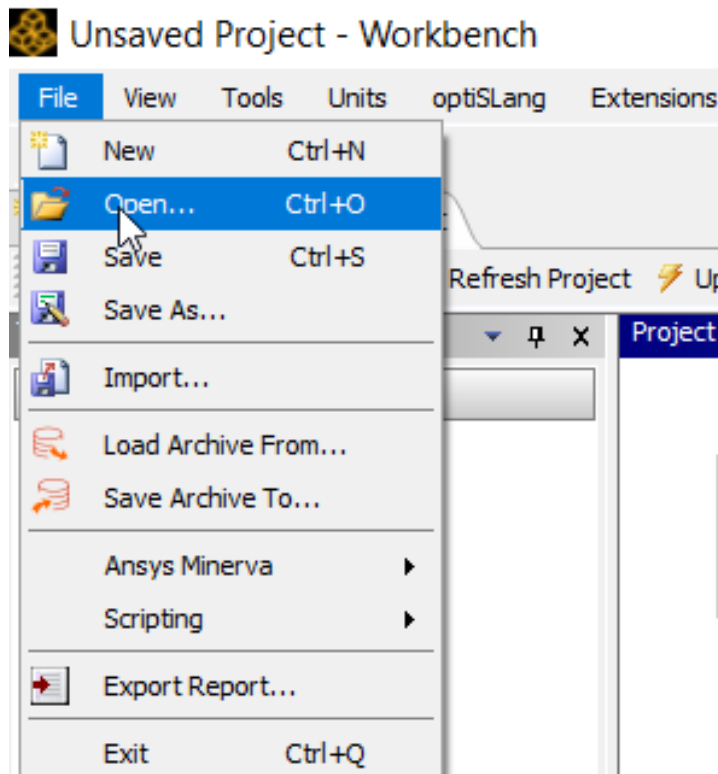 Unsaved Project - Workbench
File View Tools Units optiSLang Extensions
New Ctrl+N
Open... Ctrl+O
Save Ctrl+S
Refresh Project Up
Save As...
Project
Import...
Load Archive From...
Save Archive To...
Ansys Minerva
Scripting
Export Report...
Exit Ctrl+Q